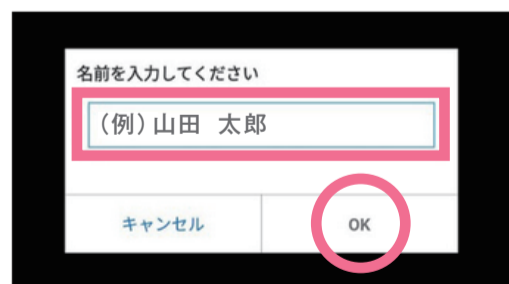 名前を入力してください
（例）山田　太郎
キャンセル
OK